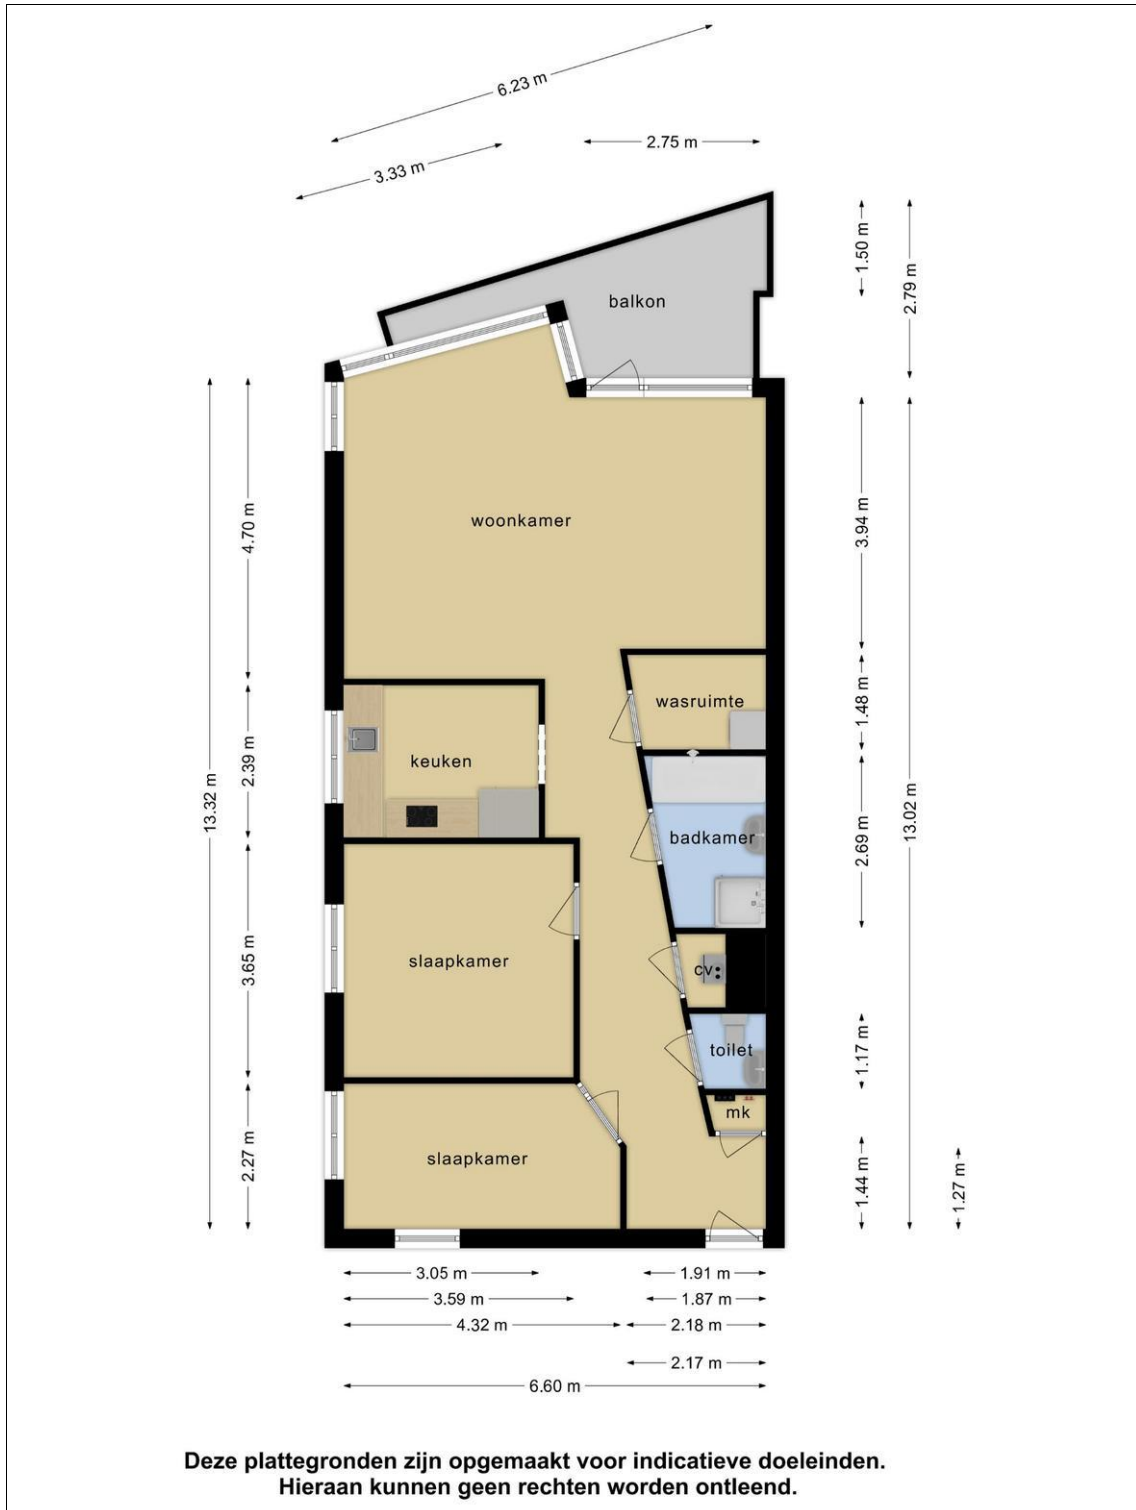 6.23 m
3.33 m
2.75 m
1.50 m
2.79 m
balkon
woonkamer
4.70 m
3.94 m
wasruimte
1.48 m
keuken
2.39 m
13.32 m
13.02 m
badkamer
2.69 m
slaapkamer
3.65 m
cv
toilet
1.17 m
mk
slaapkamer
2.27 m
1.44 m
1.27 m
3.05 m
1.91 m
3.59 m
1.87 m
4.32 m
2.18 m
2.17 m
6.60 m
Deze plattegronden zijn opgemaakt voor indicatieve doeleinden.
Hieraan kunnen geen rechten worden ontleend.